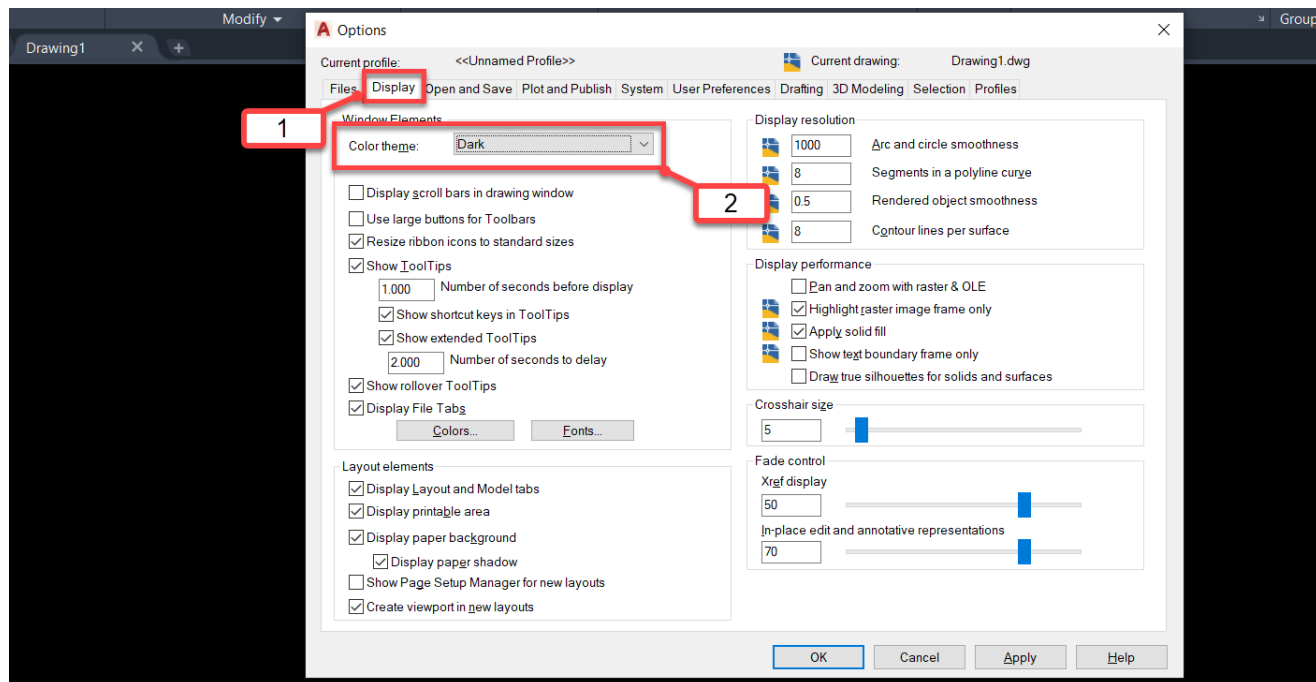 Modify
Group
Drawing1
Options
Current profile: <<Unnamed Profile>> Current drawing: Drawing1.dwg
Files Display Open and Save Plot and Publish System User Preferences Drafting 3D Modeling Selection Profiles
1
Window Elements
Color theme: Dark
2
Display scroll bars in drawing window
Use large buttons for Toolbars
Resize ribbon icons to standard sizes
Show ToolTips
1.000 Number of seconds before display
Show shortcut keys in ToolTips
Show extended ToolTips
2.000 Number of seconds to delay
Show rollover ToolTips
Display File Tabs
Colors... Fonts...
Layout elements
Display Layout and Model tabs
Display printable area
Display paper background
Display paper shadow
Show Page Setup Manager for new layouts
Create viewport in new layouts
Display resolution
1000 Arc and circle smoothness
8 Segments in a polyline curve
0.5 Rendered object smoothness
8 Contour lines per surface
Display performance
Pan and zoom with raster & OLE
Highlight raster image frame only
Apply solid fill
Show text boundary frame only
Draw true silhouettes for solids and surfaces
Crosshair size
5
Fade control
Xref display
50
In-place edit and annotative representations
70
OK Cancel Apply Help